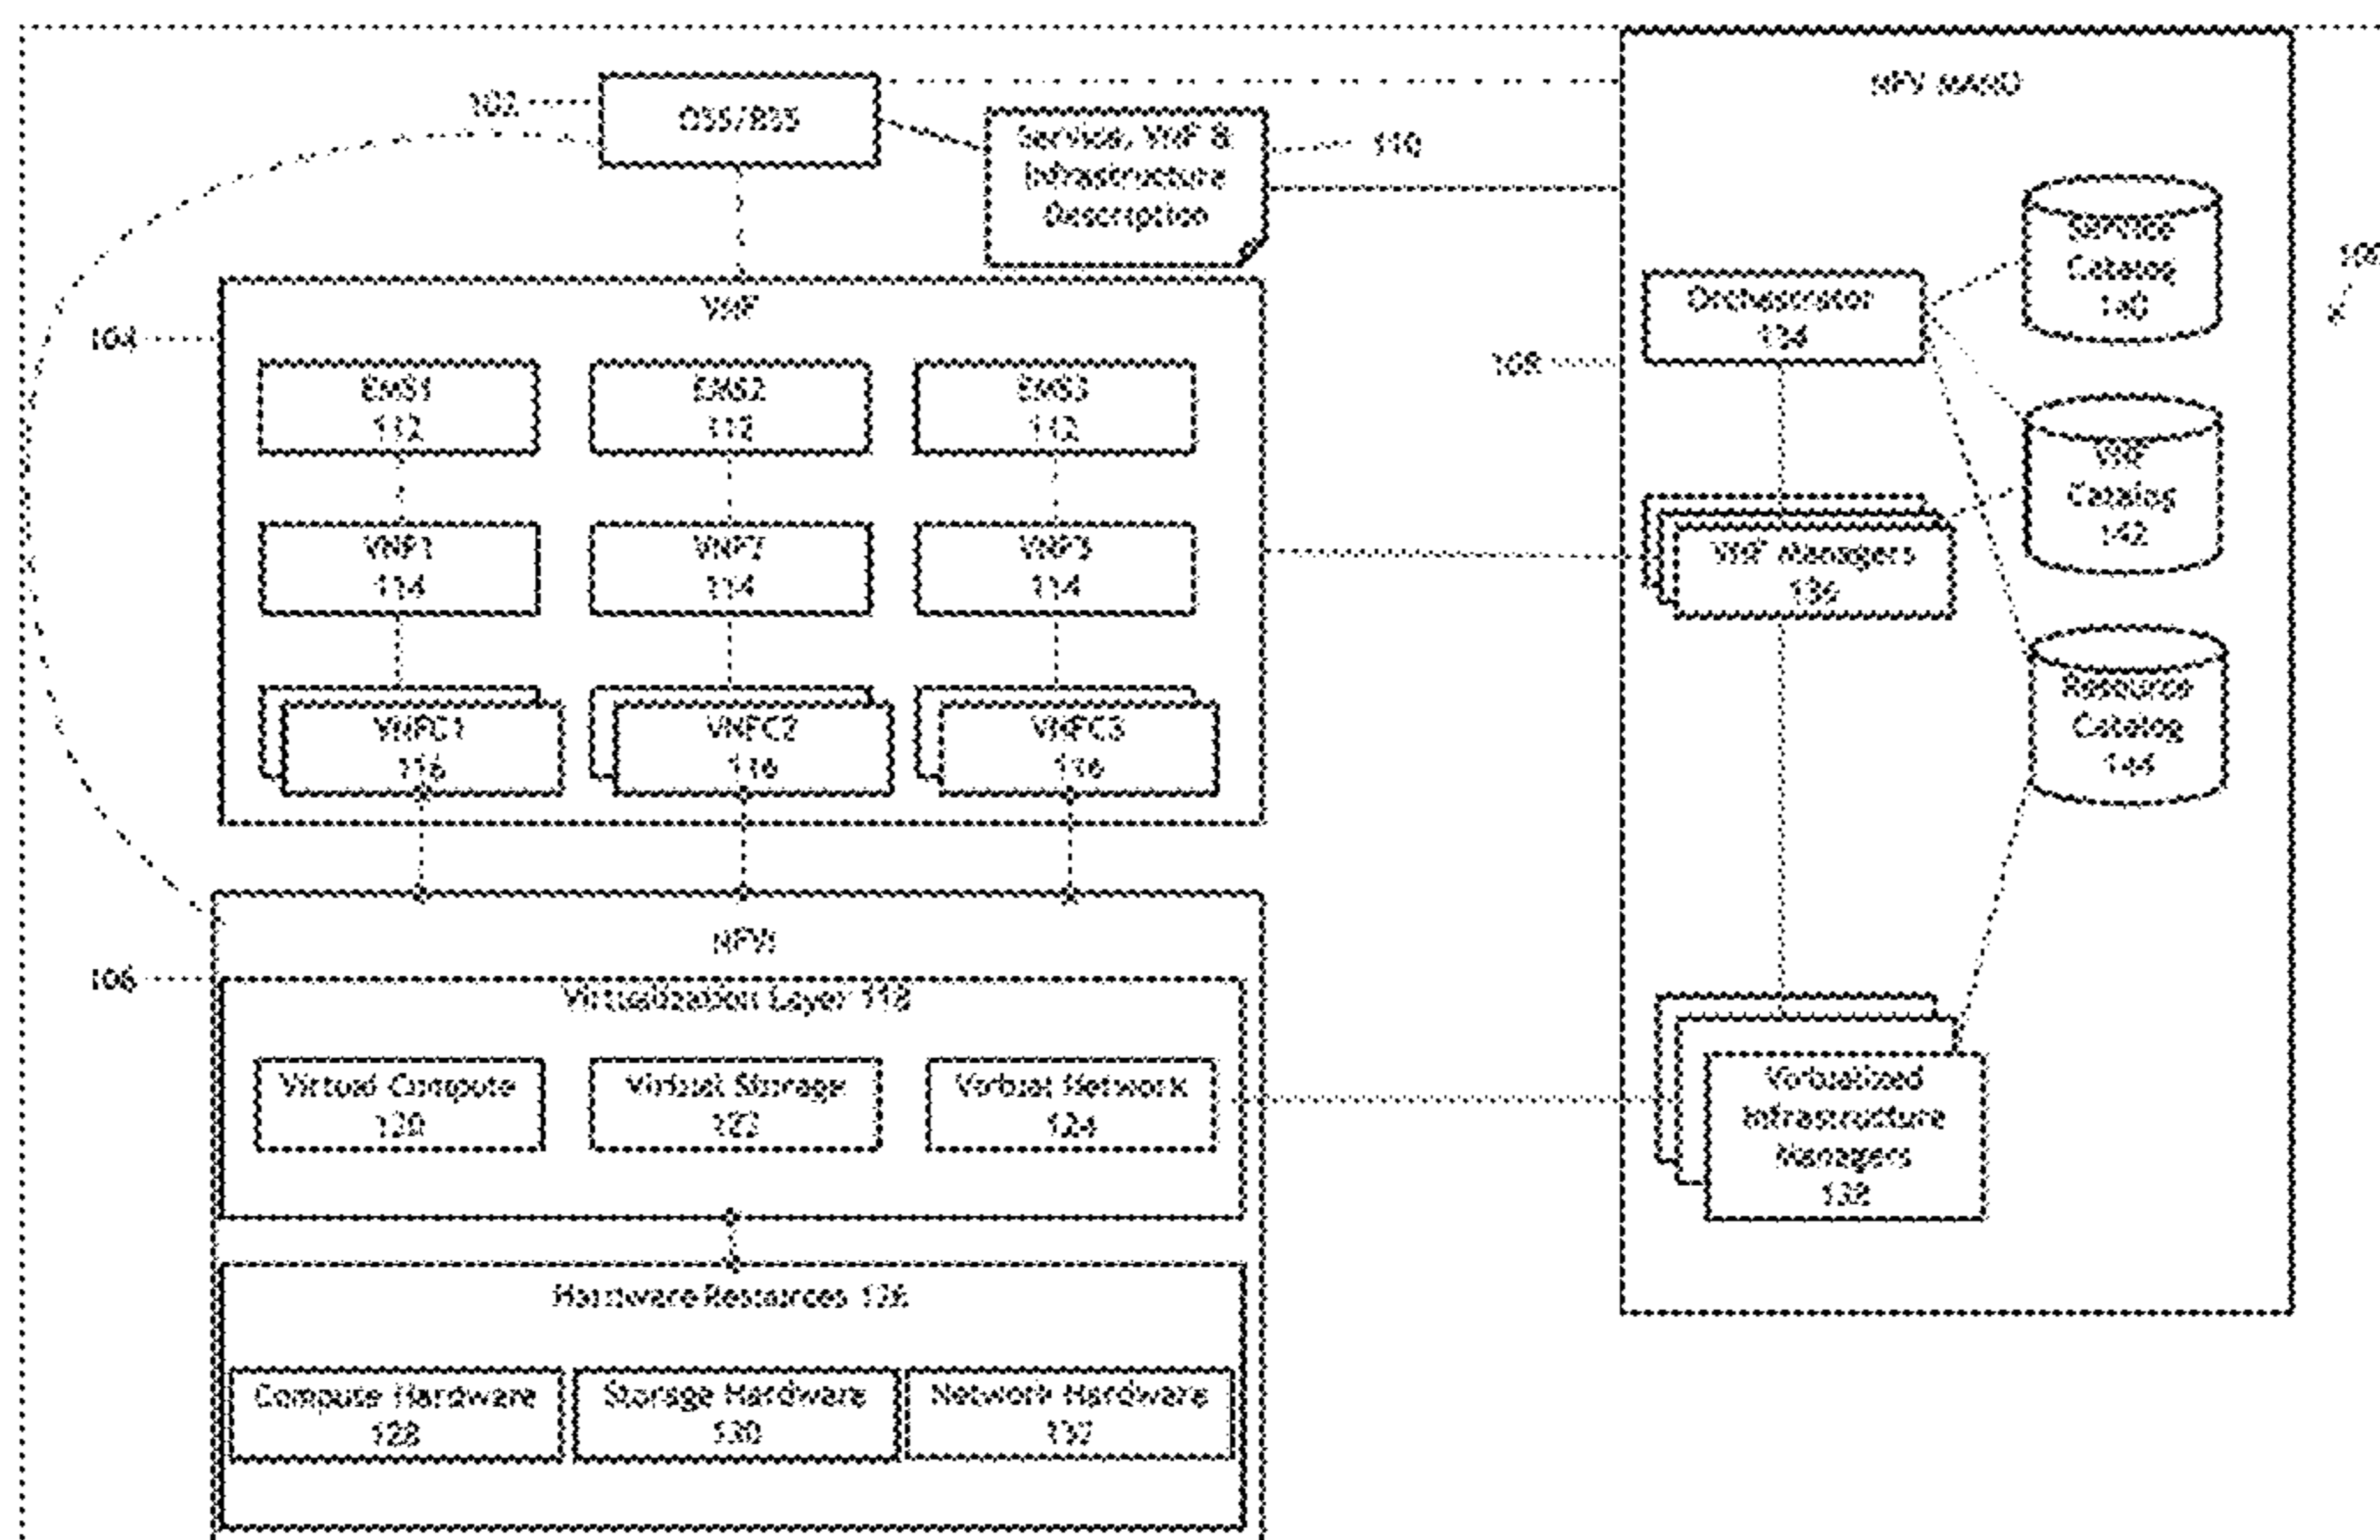 102
OSS/BSS
Service, VNF &
Infrastructure
Description
110
NFV MANO
Service
Catalog
140
100
Orchestrator
134
104
VNF
108
EMS1
112
EMS2
112
EMS3
112
VNF
Catalog
142
VNF1
114
VNF2
114
VNF3
114
VNF Managers
136
Resource
Catalog
144
VNFC1
116
VNFC2
116
VNFC3
116
NFVI
106
Virtualization Layer 118
Virtual Compute
120
Virtual Storage
122
Virtual Network
124
Virtualized
Infrastructure
Managers
138
Hardware Resources 126
Compute Hardware
128
Storage Hardware
130
Network Hardware
132